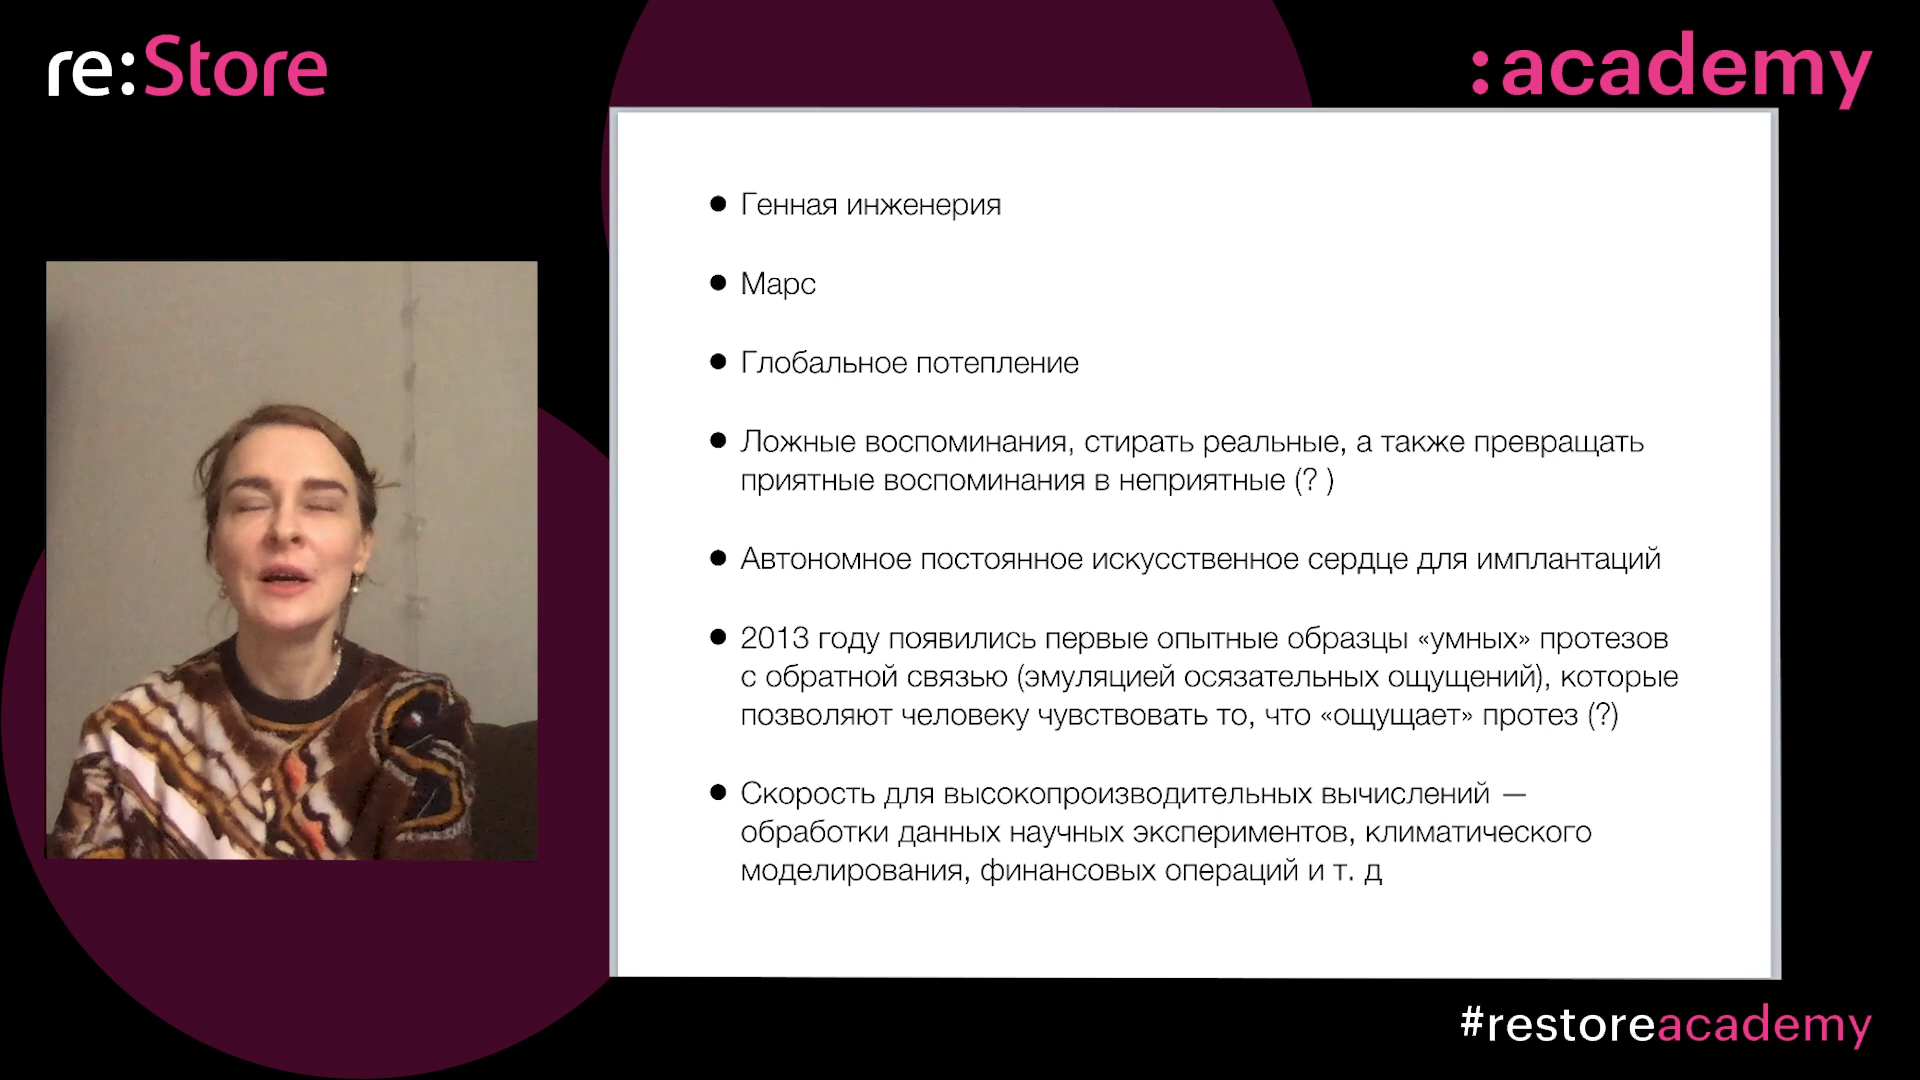 re:Store
:academy
● Генная инженерия
● Марс
● Глобальное потепление
● Ложные воспоминания, стирать реальные, а также превращать
приятные воспоминания в неприятные (? )
● Автономное постоянное искусственное сердце для имплантаций
● 2013 году появились первые опытные образцы «умных» протезов
с обратной связью (эмуляцией осязательных ощущений), которые
позволяют человеку чувствовать то, что «ощущает» протез (?)
● Скорость для высокопроизводительных вычислений —
обработки данных научных экспериментов, климатического
моделирования, финансовых операций и т. д
#restoreacademy